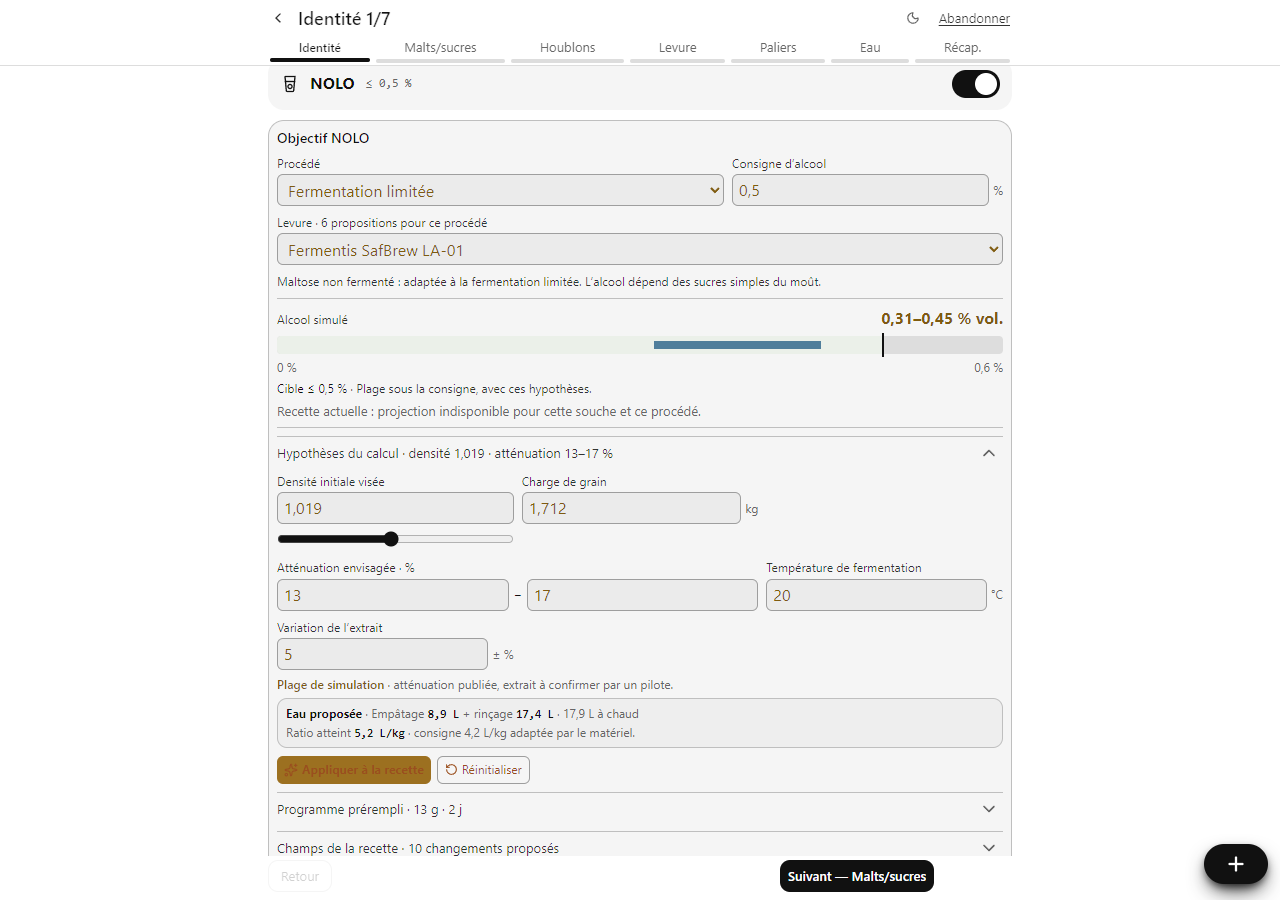 Identité 1/7
Abandonner
Identité
Malts/sucres
Houblons
Levure
Paliers
Eau
Récap.
NOLO ≤ 0,5 %
Objectif NOLO
Procédé
Consigne d’alcool
Fermentation limitée
0,5
%
Levure · 6 propositions pour ce procédé
Fermentis SafBrew LA-01
Maltose non fermenté : adaptée à la fermentation limitée. L’alcool dépend des sucres simples du moût.
Alcool simulé
0,31–0,45 % vol.
0 %
0,6 %
Cible ≤ 0,5 % · Plage sous la consigne, avec ces hypothèses.
Recette actuelle : projection indisponible pour cette souche et ce procédé.
Hypothèses du calcul · densité 1,019 · atténuation 13–17 %
Densité initiale visée
Charge de grain
1,019
1,712
kg
Atténuation envisagée · %
Température de fermentation
13
–
17
20
°C
Variation de l’extrait
5
± %
Plage de simulation · atténuation publiée, extrait à confirmer par un pilote.
Eau proposée · Empâtage 8,9 L + rinçage 17,4 L · 17,9 L à chaud
Ratio atteint 5,2 L/kg · consigne 4,2 L/kg adaptée par le matériel.
Appliquer à la recette
Réinitialiser
Programme prérempli · 13 g · 2 j
Champs de la recette · 10 changements proposés
Retour
Suivant — Malts/sucres